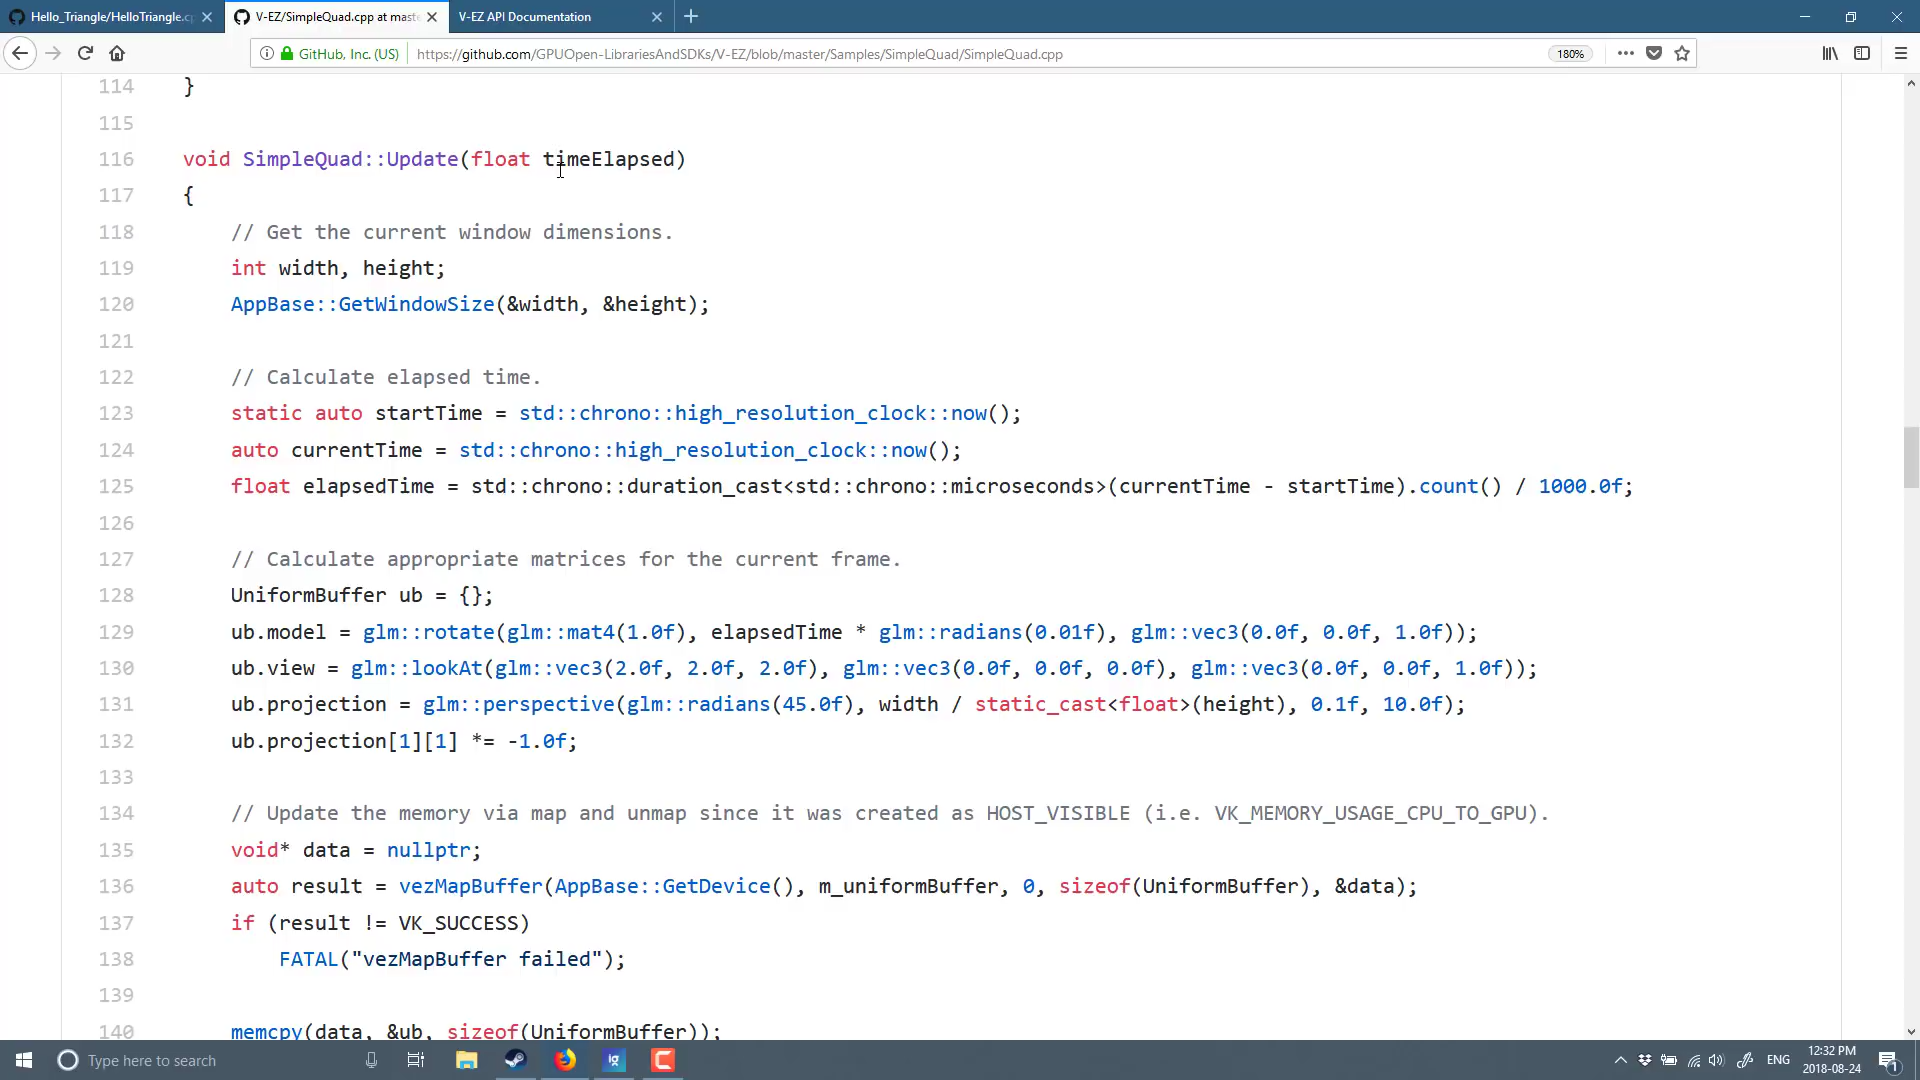 Hello_Triangle/HelloTriangle.c
V-EZ/SimpleQuad.cpp at mast
V-EZ API Documentation
GitHub, Inc. (US)
https://github.com/GPUOpen-LibrariesAndSDKs/V-EZ/blob/master/Samples/SimpleQuad/SimpleQuad.cpp
180%
114 }
115
116 void SimpleQuad::Update(float timeElapsed)
117 {
118 // Get the current window dimensions.
119 int width, height;
120 AppBase::GetWindowSize(&width, &height);
121
122 // Calculate elapsed time.
123 static auto startTime = std::chrono::high_resolution_clock::now();
124 auto currentTime = std::chrono::high_resolution_clock::now();
125 float elapsedTime = std::chrono::duration_cast<std::chrono::microseconds>(currentTime - startTime).count() / 1000.0f;
126
127 // Calculate appropriate matrices for the current frame.
128 UniformBuffer ub = {};
129 ub.model = glm::rotate(glm::mat4(1.0f), elapsedTime * glm::radians(0.01f), glm::vec3(0.0f, 0.0f, 1.0f));
130 ub.view = glm::lookAt(glm::vec3(2.0f, 2.0f, 2.0f), glm::vec3(0.0f, 0.0f, 0.0f), glm::vec3(0.0f, 0.0f, 1.0f));
131 ub.projection = glm::perspective(glm::radians(45.0f), width / static_cast<float>(height), 0.1f, 10.0f);
132 ub.projection[1][1] *= -1.0f;
133
134 // Update the memory via map and unmap since it was created as HOST_VISIBLE (i.e. VK_MEMORY_USAGE_CPU_TO_GPU).
135 void* data = nullptr;
136 auto result = vezMapBuffer(AppBase::GetDevice(), m_uniformBuffer, 0, sizeof(UniformBuffer), &data);
137 if (result != VK_SUCCESS)
138 FATAL("vezMapBuffer failed");
139
140 memcpy(data, &ub, sizeof(UniformBuffer));
Type here to search
ig
ENG
12:32 PM
2018-08-24
1